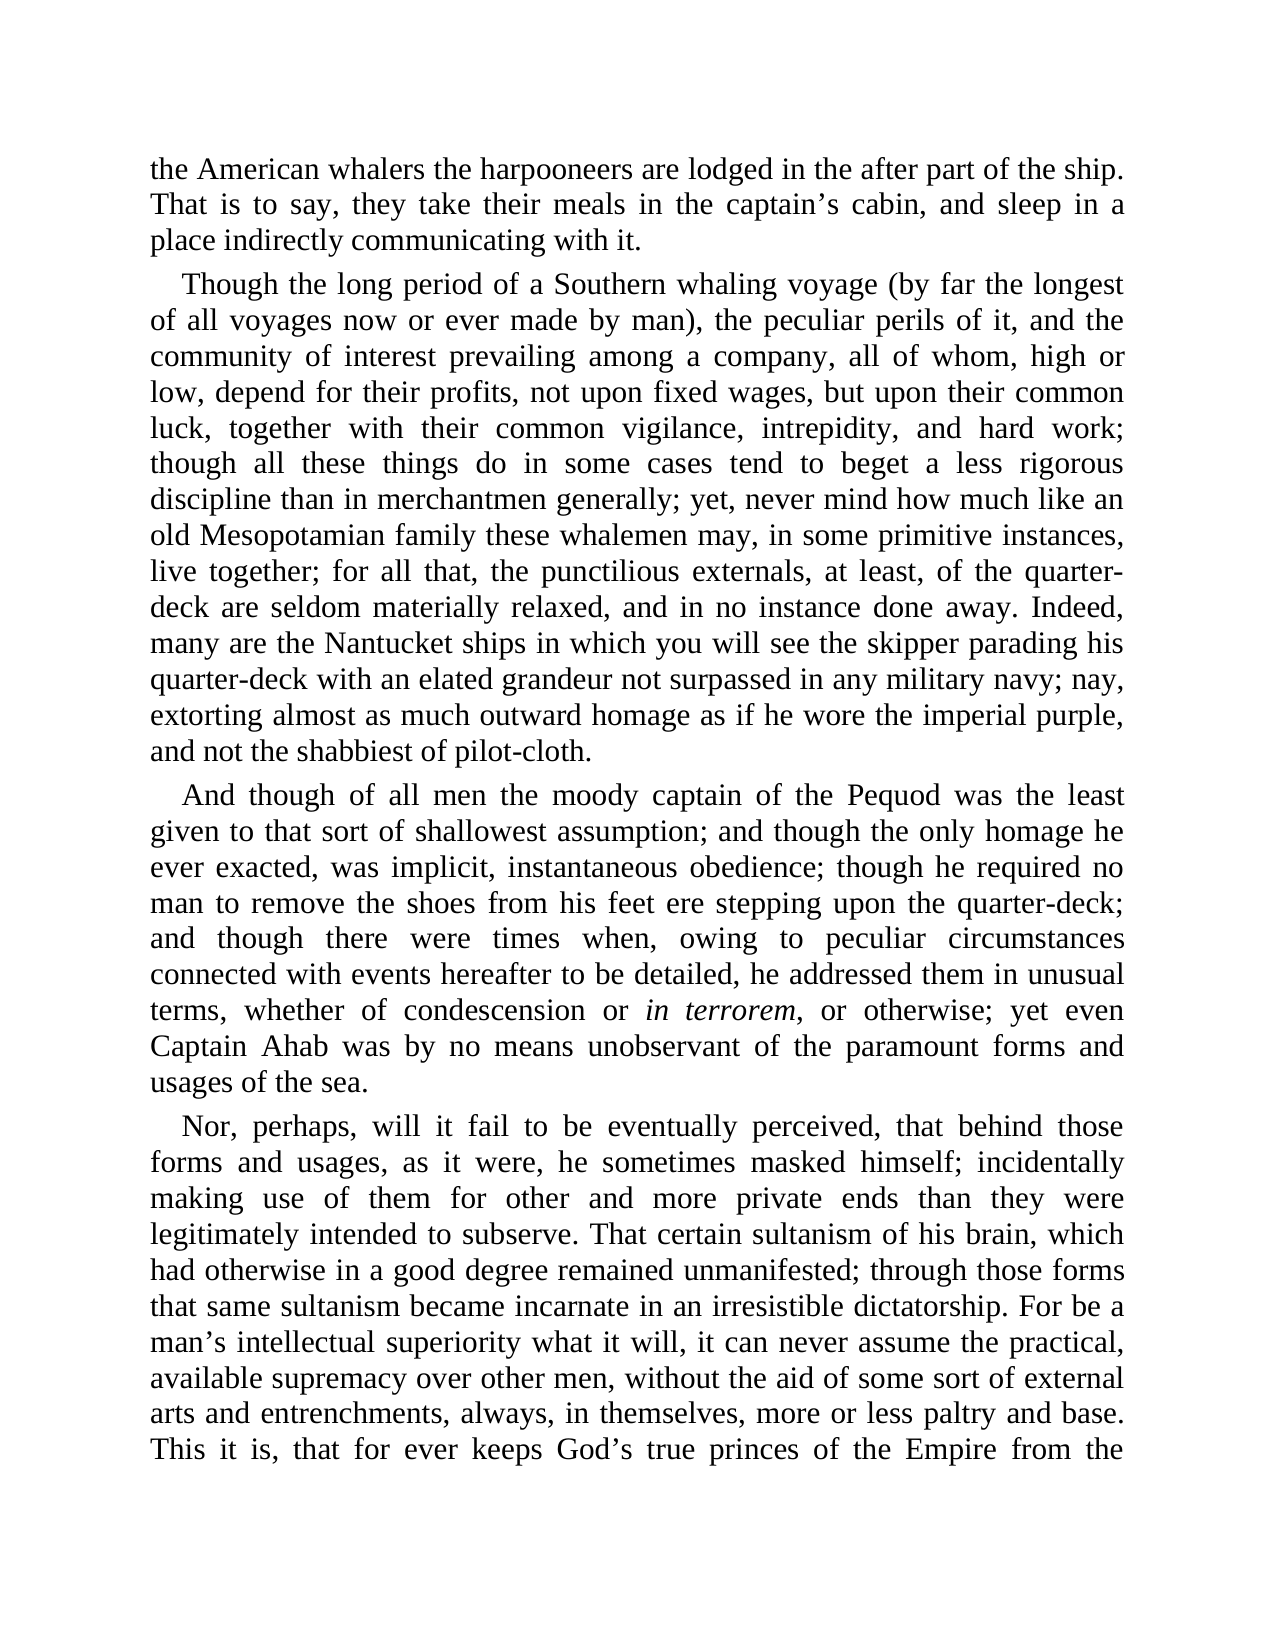 the American whalers the harpooneers are lodged in the after part of the ship.
That is to say, they take their meals in the captain’s cabin, and sleep in a
place indirectly communicating with it.
Though the long period of a Southern whaling voyage (by far the longest
of all voyages now or ever made by man), the peculiar perils of it, and the
community of interest prevailing among a company, all of whom, high or
low, depend for their profits, not upon fixed wages, but upon their common
luck, together with their common vigilance, intrepidity, and hard work;
though all these things do in some cases tend to beget a less rigorous
discipline than in merchantmen generally; yet, never mind how much like an
old Mesopotamian family these whalemen may, in some primitive instances,
live together; for all that, the punctilious externals, at least, of the quarter-
deck are seldom materially relaxed, and in no instance done away. Indeed,
many are the Nantucket ships in which you will see the skipper parading his
quarter-deck with an elated grandeur not surpassed in any military navy; nay,
extorting almost as much outward homage as if he wore the imperial purple,
and not the shabbiest of pilot-cloth.
And though of all men the moody captain of the Pequod was the least
given to that sort of shallowest assumption; and though the only homage he
ever exacted, was implicit, instantaneous obedience; though he required no
man to remove the shoes from his feet ere stepping upon the quarter-deck;
and though there were times when, owing to peculiar circumstances
connected with events hereafter to be detailed, he addressed them in unusual
terms, whether of condescension or in terrorem, or otherwise; yet even
Captain Ahab was by no means unobservant of the paramount forms and
usages of the sea.
Nor, perhaps, will it fail to be eventually perceived, that behind those
forms and usages, as it were, he sometimes masked himself; incidentally
making use of them for other and more private ends than they were
legitimately intended to subserve. That certain sultanism of his brain, which
had otherwise in a good degree remained unmanifested; through those forms
that same sultanism became incarnate in an irresistible dictatorship. For be a
man’s intellectual superiority what it will, it can never assume the practical,
available supremacy over other men, without the aid of some sort of external
arts and entrenchments, always, in themselves, more or less paltry and base.
This it is, that for ever keeps God’s true princes of the Empire from the